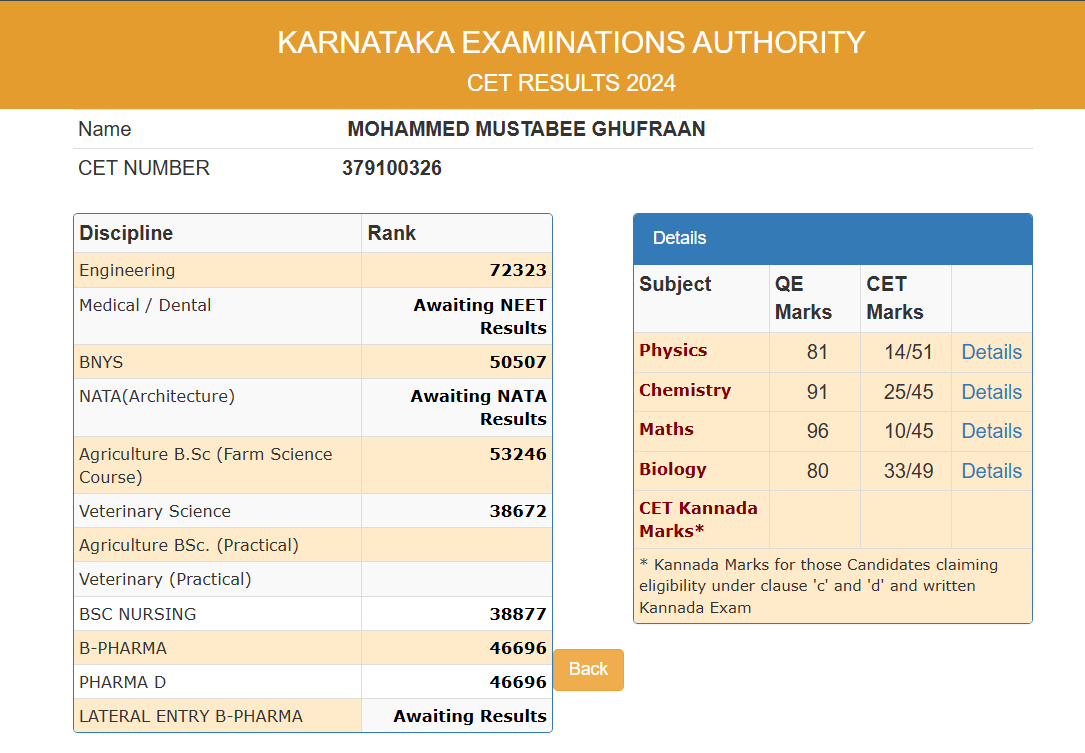 KARNATAKA EXAMINATIONS AUTHORITY
CET RESULTS 2024
Name MOHAMMED MUSTABEE GHUFRAAN
CET NUMBER 379100326
Discipline Rank
Engineering 72323
Medical / Dental Awaiting NEET
Results
BNYS 50507
NATA(Architecture) Awaiting NATA
Results
Agriculture B.Sc (Farm Science 53246
Course)
Veterinary Science 38672
Agriculture BSc. (Practical)
Veterinary (Practical)
BSC NURSING 38877
B-PHARMA 46696
PHARMA D 46696
LATERAL ENTRY B-PHARMA Awaiting Results
Back
Details
Subject QE CET
Marks Marks
Physics 81 14/51 Details
Chemistry 91 25/45 Details
Maths 96 10/45 Details
Biology 80 33/49 Details
CET Kannada
Marks*
* Kannada Marks for those Candidates claiming
eligibility under clause 'c' and 'd' and written
Kannada Exam